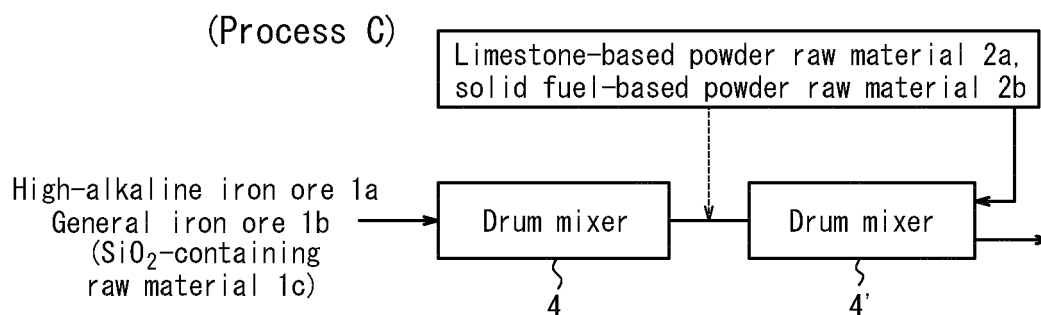 (Process C)
Limestone-based powder raw material 2a,
solid fuel-based powder raw material 2b
High-alkaline iron ore 1a
General iron ore 1b
(SiO₂-containing
raw material 1c)
Drum mixer
Drum mixer
4
4'